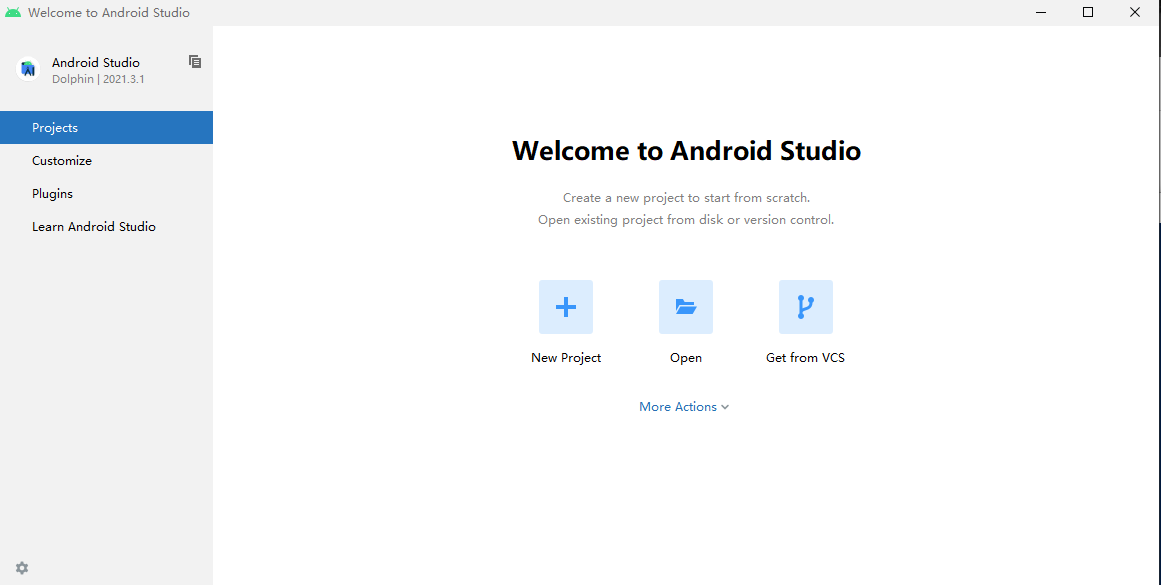 Welcome to Android Studio
Android Studio
Dolphin | 2021.3.1
Projects
Customize
Plugins
Learn Android Studio
Welcome to Android Studio
Create a new project to start from scratch.
Open existing project from disk or version control.
New Project
Open
Get from VCS
More Actions